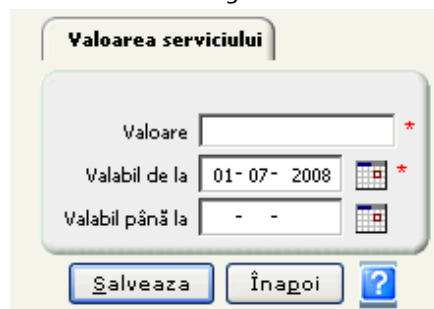 Valoarea serviciului
Valoare *
Valabil de la 01- 07- 2008 *
Valabil până la - -
Salveaza Înapoi ?